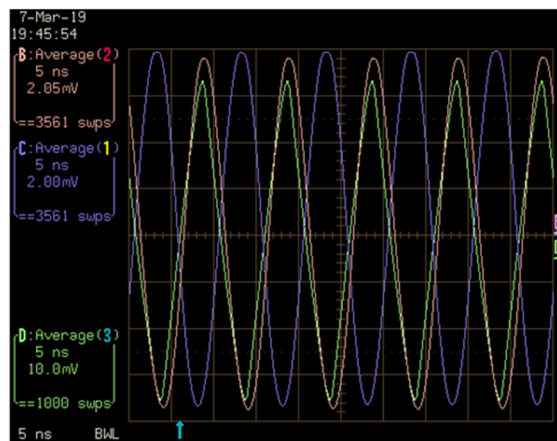 7-Mar-19
19:45:54
B:Average(2)
5 ns
2.05mV
==3561 swps
C:Average(1)
5 ns
2.00mV
==3561 swps
D:Average(3)
5 ns
10.0mV
==1000 swps
5 ns BWL